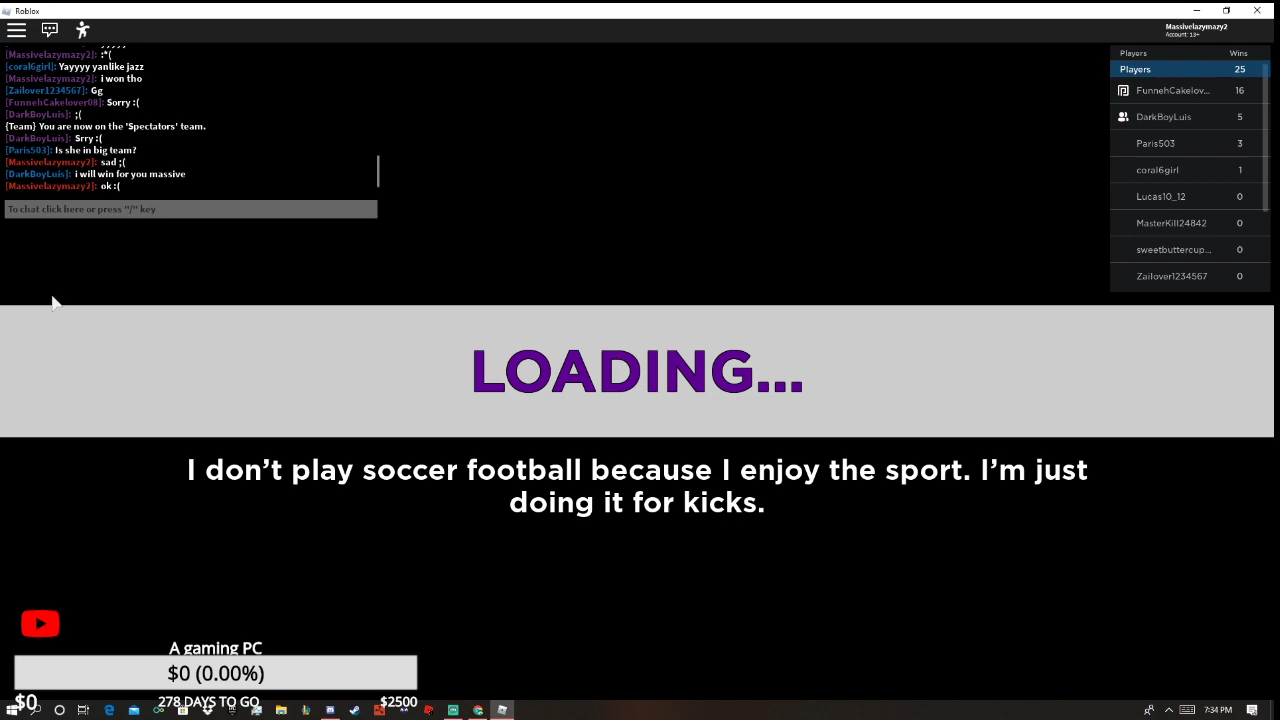 Roblox
Massivelazymazy2
Account: 13+
[Massivelazymazy2]: :*(
[coral6girl]: Yayyyy yanlike jazz
[Massivelazymazy2]: i won tho
[Zailover1234567]: Gg
[FunnehCakelover08]: Sorry :(
[DarkBoyLuis]: ;(
{Team} You are now on the 'Spectators' team.
[DarkBoyLuis]: Srry :(
[Paris503]: Is she in big team?
[Massivelazymazy2]: sad ;(
[DarkBoyLuis]: i will win for you massive
[Massivelazymazy2]: ok :(
To chat click here or press "/" key
Players Wins
Players 25
FunnehCakelov... 16
DarkBoyLuis 5
Paris503 3
coral6girl 1
Lucas10_12 0
MasterKill24842 0
sweetbuttercup... 0
Zailover1234567 0
LOADING...
I don’t play soccer football because I enjoy the sport. I’m just
doing it for kicks.
A gaming PC
$0 (0.00%)
$0 278 DAYS TO GO $2500
7:34 PM